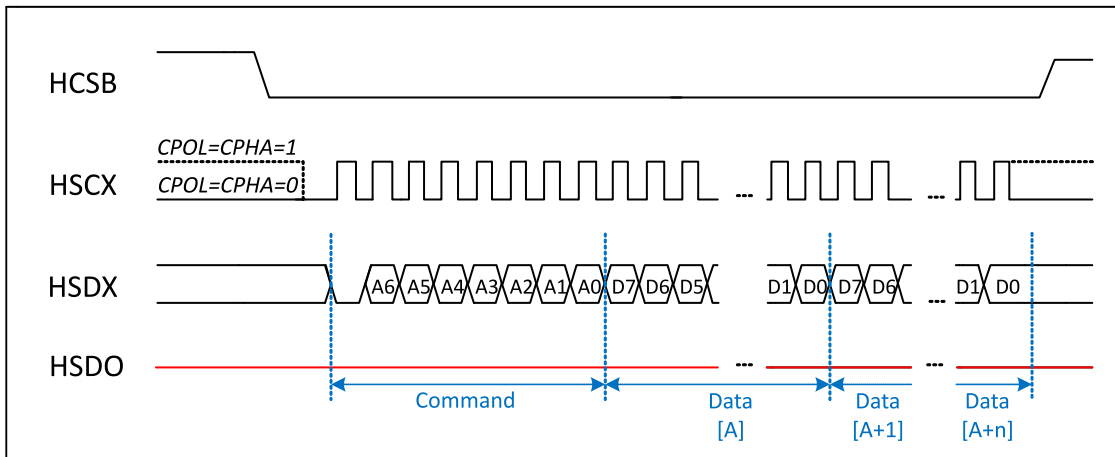 HCSB
CPOL=CPHA=1
HSCX
CPOL=CPHA=0
... ...
HSDX
A6 A5 A4 A3 A2 A1 A0 D7 D6 D5 ... D1 D0 D7 D6 ... D1 D0
HSDO
... ...
Command Data Data Data
[A] [A+1] [A+n]